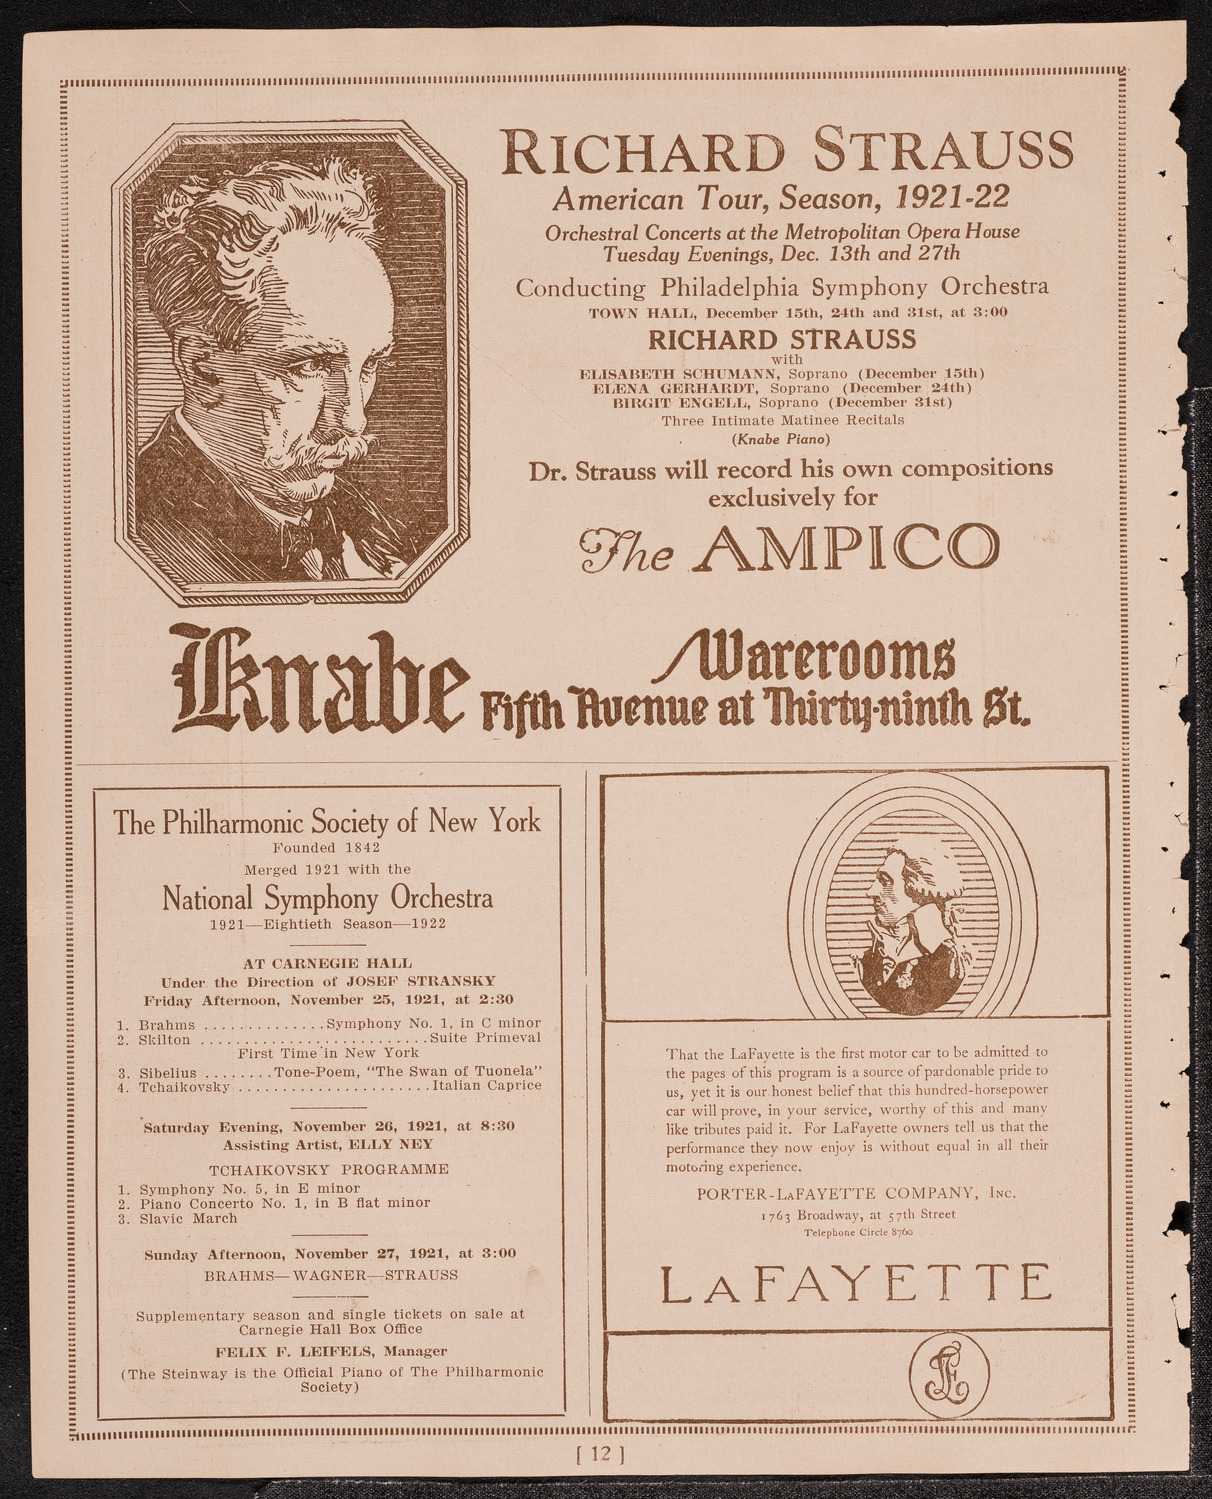 RICHARD STRAUSS
American Tour, Season, 1921-22
Orchestral Concerts at the Metropolitan Opera House
Tuesday Evenings, Dec. 13th and 27th
Conducting Philadelphia Symphony Orchestra
TOWN HALL, December 15th, 24th and 31st, at 3:00
RICHARD STRAUSS
with
ELISABETH SCHUMANN, Soprano (December 15th)
ELENA GERHARDT, Soprano (December 24th)
BIRGIT ENGELL, Soprano (December 31st)
Three Intimate Matinee Recitals
(Knabe Piano)
Dr. Strauss will record his own compositions
exclusively for
The AMPICO
Knabe Warerooms
Fifth Avenue at Thirty-ninth St.
The Philharmonic Society of New York
Founded 1842
Merged 1921 with the
National Symphony Orchestra
1921—Eightieth Season—1922
AT CARNEGIE HALL
Under the Direction of JOSEF STRANSKY
Friday Afternoon, November 25, 1921, at 2:30
1. Brahms ..............Symphony No. 1, in C minor
2. Skilton ..........................Suite Primeval
First Time in New York
3. Sibelius ........Tone-Poem, "The Swan of Tuonela"
4. Tchaikovsky ......................Italian Caprice
Saturday Evening, November 26, 1921, at 8:30
Assisting Artist, ELLY NEY
TCHAIKOVSKY PROGRAMME
1. Symphony No. 5, in E minor
2. Piano Concerto No. 1, in B flat minor
3. Slavic March
Sunday Afternoon, November 27, 1921, at 3:00
BRAHMS—WAGNER—STRAUSS
Supplementary season and single tickets on sale at
Carnegie Hall Box Office
FELIX F. LEIFELS, Manager
(The Steinway is the Official Piano of The Philharmonic
Society)
That the LaFayette is the first motor car to be admitted to
the pages of this program is a source of pardonable pride to
us, yet it is our honest belief that this hundred-horsepower
car will prove, in your service, worthy of this and many
like tributes paid it. For LaFayette owners tell us that the
performance they now enjoy is without equal in all their
motoring experience.
PORTER-LAFAYETTE COMPANY, INC.
1763 Broadway, at 57th Street
Telephone Circle 8760
LAFAYETTE
[ 12 ]